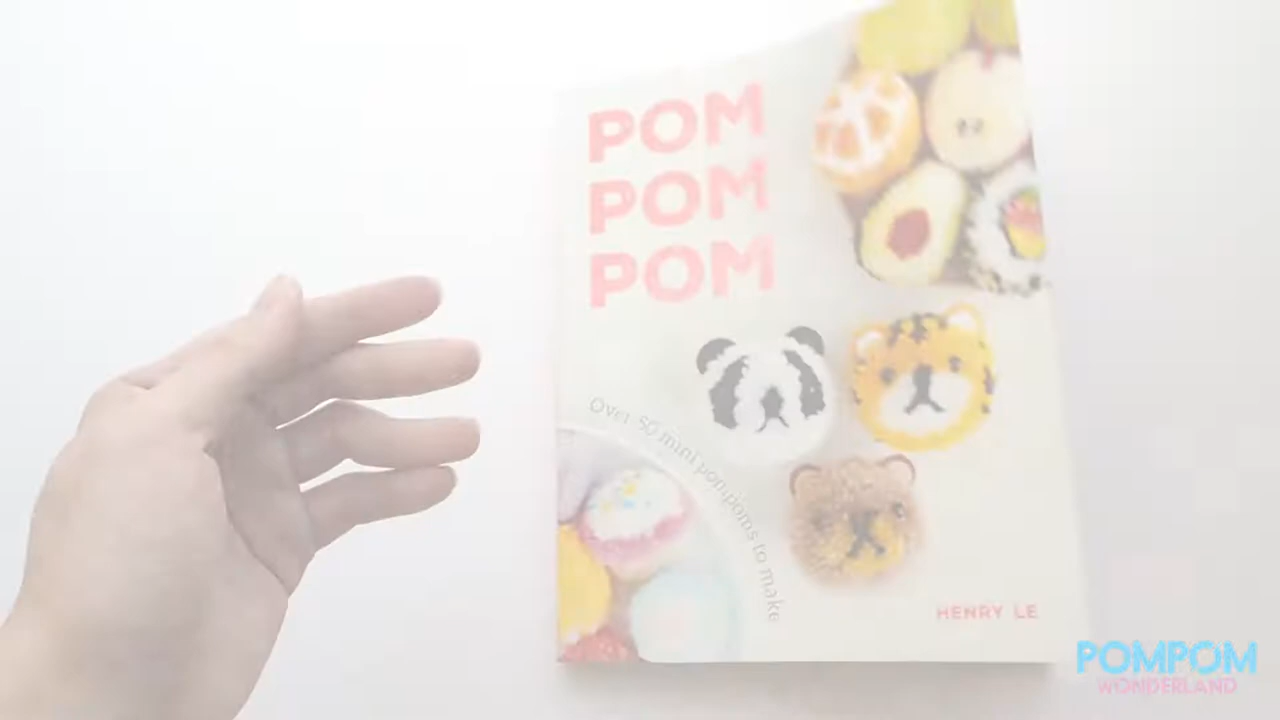 POM
POM
POM
Over 50 mini pom-poms to make
HENRY LE
POMPOM
WONDERLAND